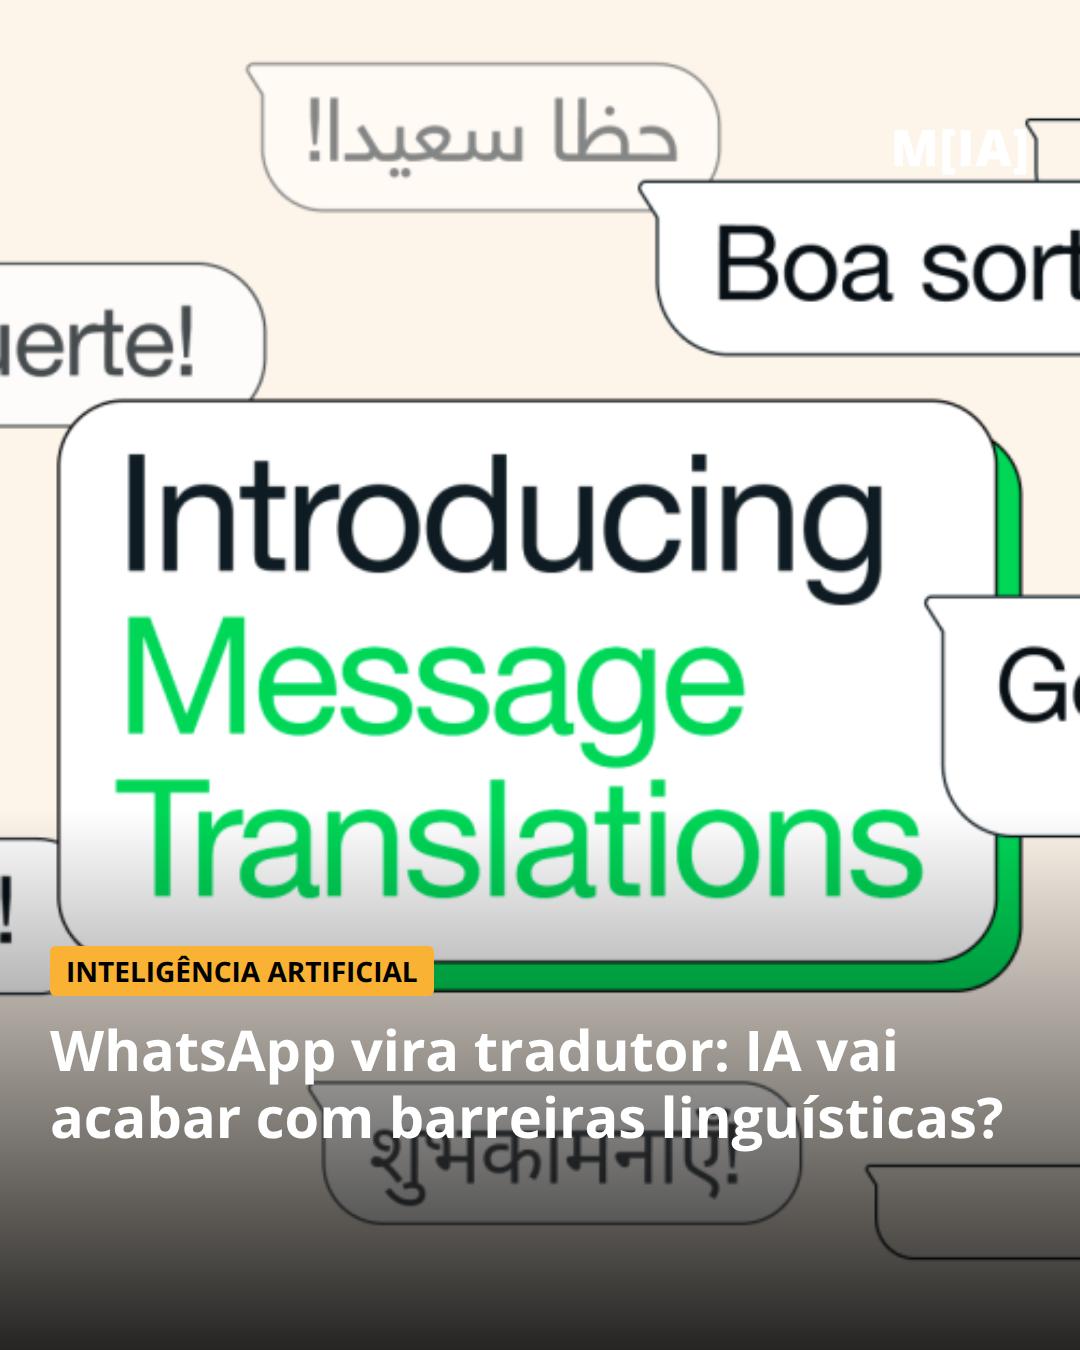 حظا سعيدا!
M[IA]
Boa sort
uerte!
Introducing
Message
Translations
!
INTELIGÊNCIA ARTIFICIAL
WhatsApp vira tradutor: IA vai
acabar com barreiras linguísticas?
शुभकामनाएँ!